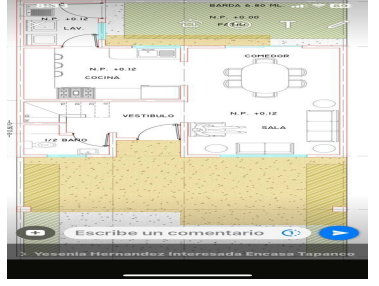 BARDA 6.80 ML
N.P. +0.12
N.P. +0.00
LAV.
PATIO
COMEDOR
N.P. +0.12
COCINA
VESTIBULO
N.P. +0.12
SALA
1/2 BAÑO
Escribe un comentario
Yesenia Hernandez Interesada Encasa Tapanco